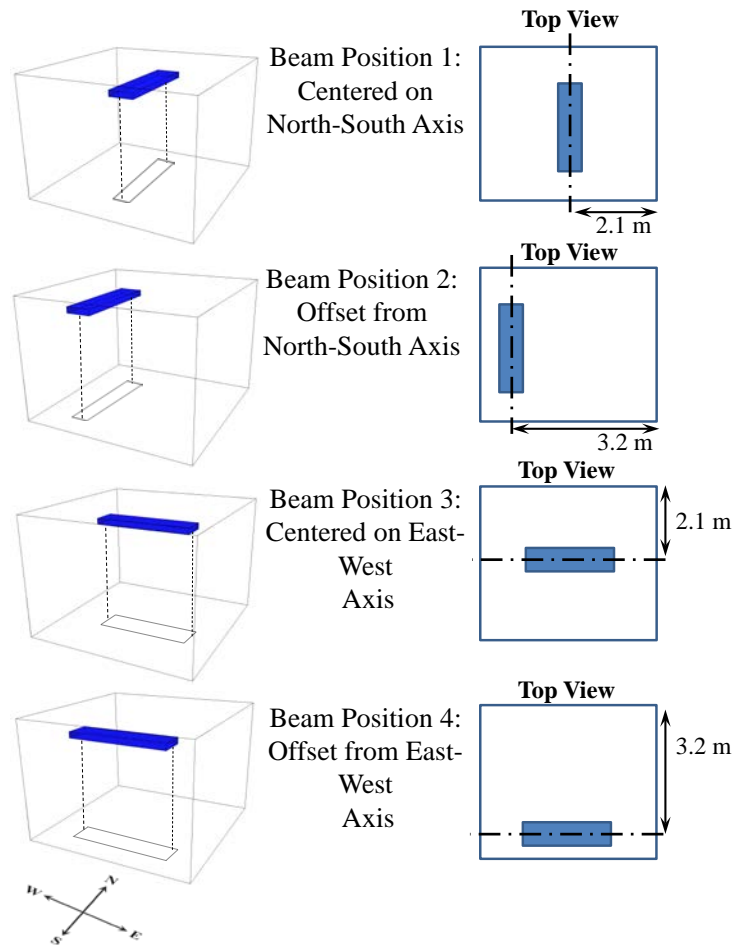 Top View
Beam Position 1:
Centered on
North-South Axis
2.1 m
Top View
Beam Position 2:
Offset from
North-South Axis
3.2 m
Top View
Beam Position 3:
Centered on East-
West
Axis
2.1 m
Top View
Beam Position 4:
Offset from East-
West
Axis
3.2 m
N
W
E
S